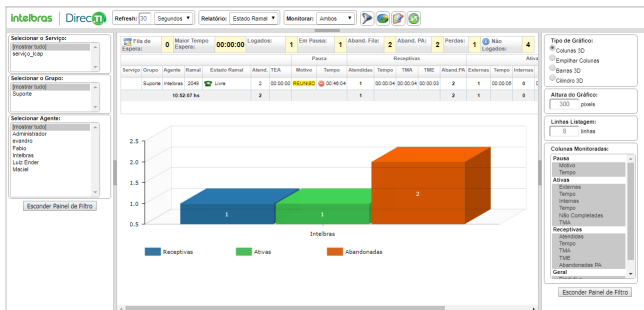 intelbras | Direc
Refresh: 30 Segundos Relatório: Estado Ramal Monitorar: Ambos
Selecionar o Serviço:
[mostrar tudo]
serviço_icap
Selecionar o Grupo:
[mostrar tudo]
Suporte
Selecionar Agente:
[mostrar tudo]
Administrador
evandro
Fabio
Intelbras
Luiz Ender
Maciel
Esconder Painel de Filtro
Fila de Espera: 0 Maior Tempo Espera: 00:00:00 Logados: 1 Em Pausa: 1 Aband. Fila: 2 Aband. PA: 2 Perdas: 1 Não Logados: 4
Pausa Receptivas Ativa
Serviço Grupo Agente Ramal Estado Ramal Atend. TEA Motivo Tempo Atendidas Tempo TMA TME Aband.PA Externas Tempo Internas
Suporte Intelbras 2049 Livre 2 00:00:00 REUNIÃO 00:46:04 1 00:00:04 00:00:04 00:00:03 2 1 00:00:06 0
10:52:07 hs 2 1 2 1 0
2.5
2.0
1.5
1.0
0.5
1
1
2
Intelbras
Receptivas Ativas Abandonadas
Tipo de Gráfico:
Colunas 3D
Empilhar Colunas
Barras 3D
Cilindro 3D
Altura do Gráfico:
300 pixels
Linhas Listagem:
8 linhas
Colunas Monitoradas:
Pausa
Motivo
Tempo
Ativas
Externas
Tempo
Internas
Tempo
Não Completadas
TMA
Receptivas
Atendidas
Tempo
TMA
TME
Abandonadas PA
Geral
Esconder Painel de Filtro